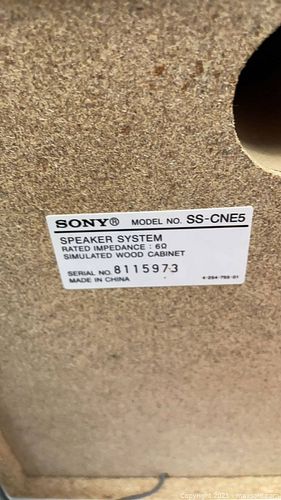 SONY® MODEL NO. SS-CNE5
SPEAKER SYSTEM
RATED IMPEDANCE : 6Ω
SIMULATED WOOD CABINET
SERIAL NO. 8115973
MADE IN CHINA 4-254-759-01